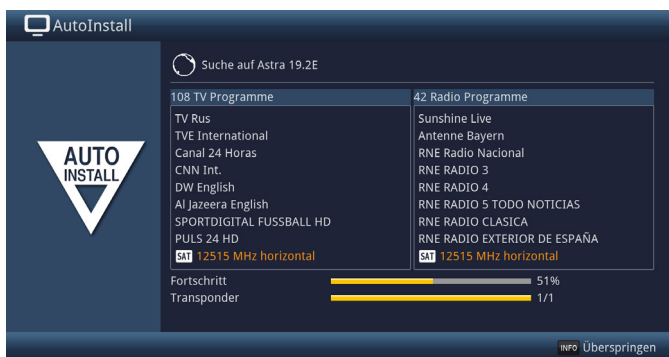 AutoInstall
Suche auf Astra 19.2E
AUTO
INSTALL
108 TV Programme
TV Rus
TVE International
Canal 24 Horas
CNN Int.
DW English
Al Jazeera English
SPORTDIGITAL FUSSBALL HD
PULS 24 HD
SAT 12515 MHz horizontal
42 Radio Programme
Sunshine Live
Antenne Bayern
RNE Radio Nacional
RNE RADIO 3
RNE RADIO 4
RNE RADIO 5 TODO NOTICIAS
RNE RADIO CLASICA
RNE RADIO EXTERIOR DE ESPAÑA
SAT 12515 MHz horizontal
Fortschritt 51%
Transponder 1/1
INFO Überspringen